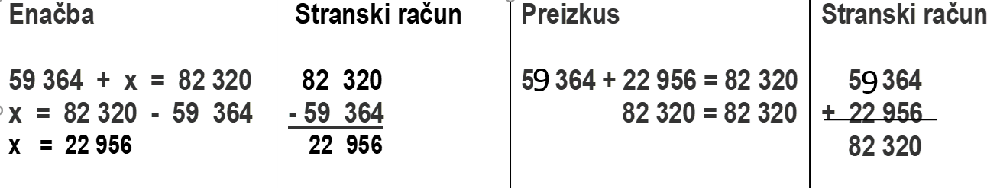 Enačba
59 364 + x = 82 320
x = 82 320 - 59 364
x = 22 956
Stranski račun
82 320
- 59 364
22 956
Preizkus
59 364 + 22 956 = 82 320
82 320 = 82 320
Stranski račun
59 364
+ 22 956
82 320